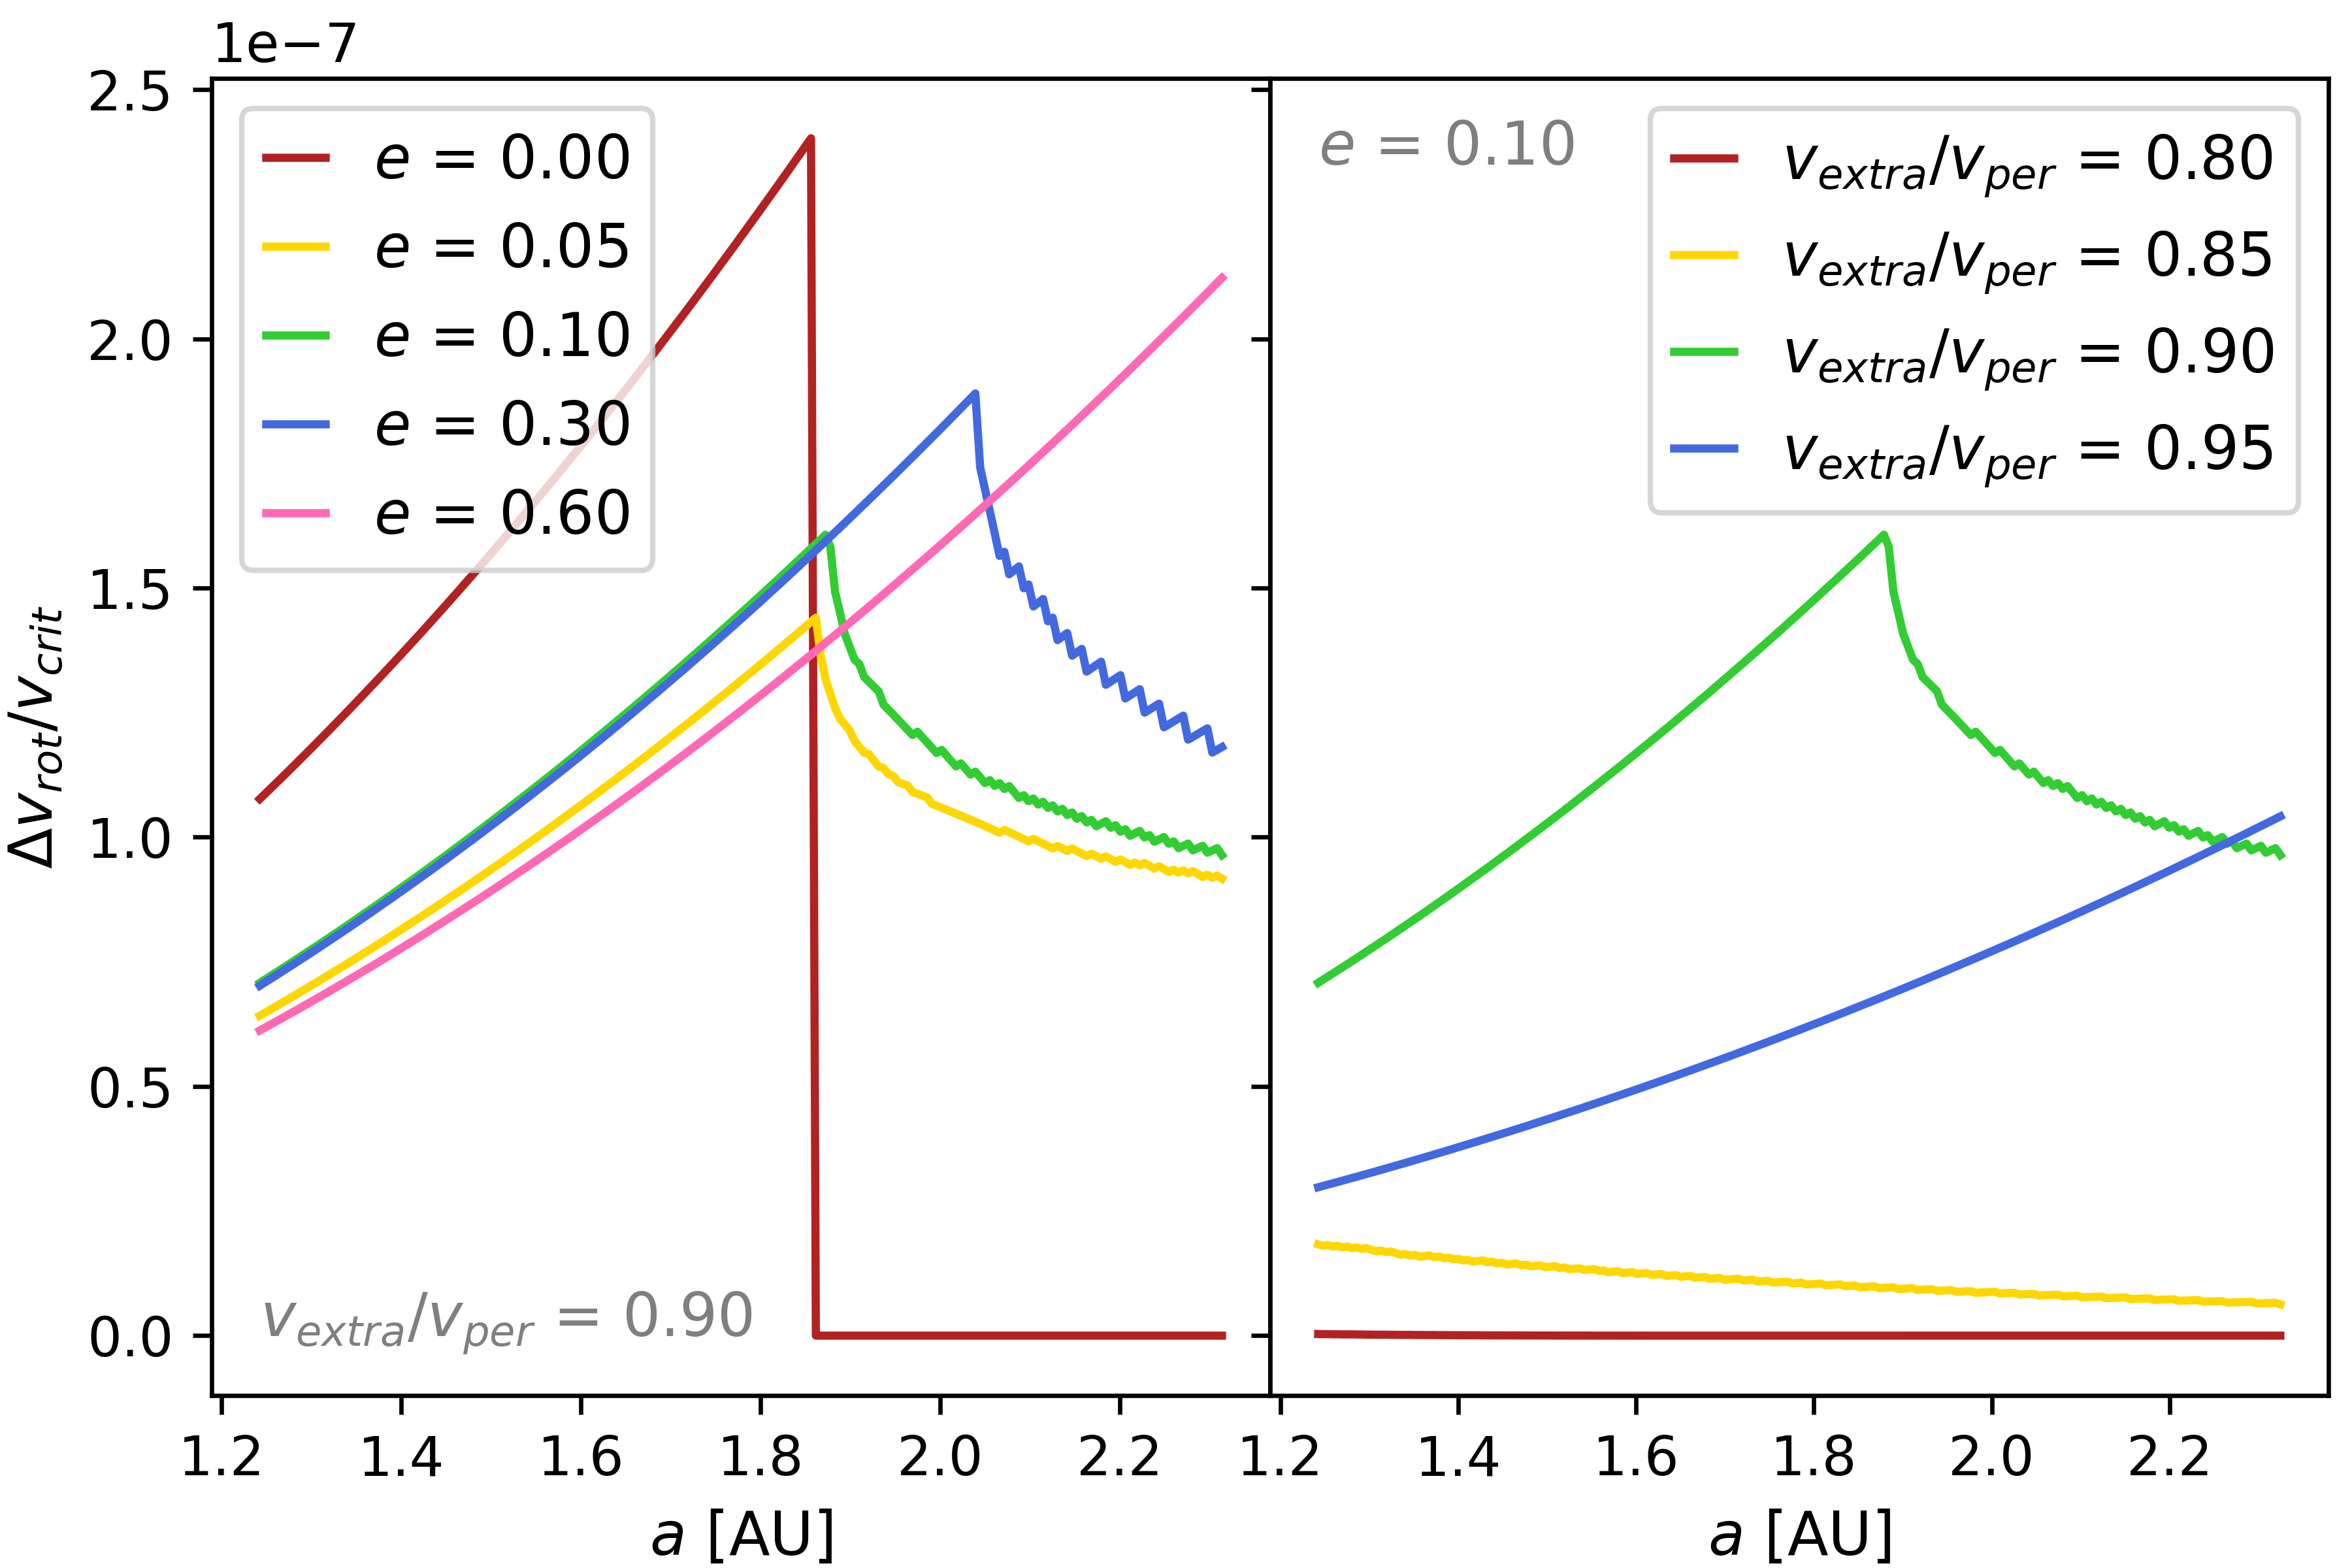 1e−7
2.5
2.0
1.5
1.0
0.5
0.0
Δv_rot/v_crit
e = 0.00
e = 0.05
e = 0.10
e = 0.30
e = 0.60
v_extra/v_per = 0.90
1.2 1.4 1.6 1.8 2.0 2.2
a [AU]
e = 0.10
v_extra/v_per = 0.80
v_extra/v_per = 0.85
v_extra/v_per = 0.90
v_extra/v_per = 0.95
1.2 1.4 1.6 1.8 2.0 2.2
a [AU]